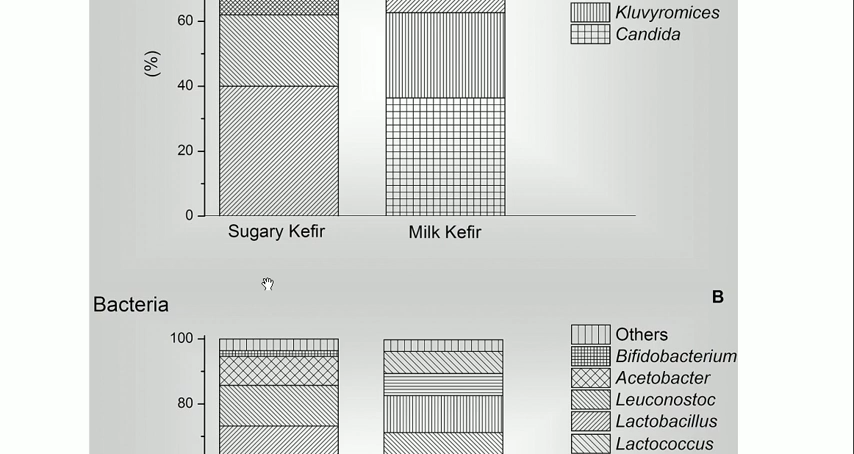 60
Kluvyromices
Candida
(%)
40
20
0
Sugary Kefir
Milk Kefir
B
Bacteria
100
Others
Bifidobacterium
Acetobacter
Leuconostoc
80
Lactobacillus
Lactococcus